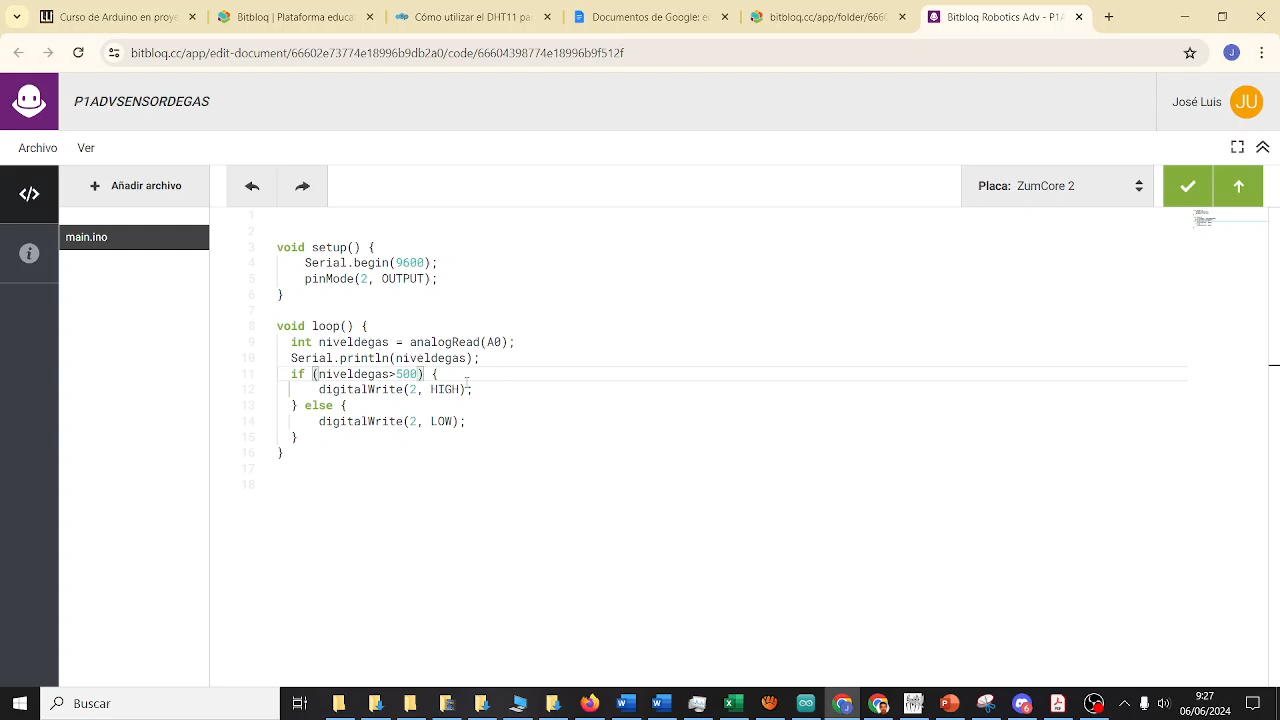 Curso de Arduino en proye
Bitbloq | Plataforma educa
Cómo utilizar el DHT11 pa
Documentos de Google: e
bitbloq.cc/app/folder/666
Bitbloq Robotics Adv - P1A
bitbloq.cc/app/edit-document/66602e73774e18996b9db2a0/code/66604398774e18996b9f512f
J
P1ADVSENSORDEGAS
José Luis
JU
Archivo Ver
Añadir archivo
Placa: ZumCore 2
main.ino
1
2
3 void setup() {
4 Serial.begin(9600);
5 pinMode(2, OUTPUT);
6 }
7
8 void loop() {
9 int niveldegas = analogRead(A0);
10 Serial.println(niveldegas);
11 if (niveldegas>500) {
12 digitalWrite(2, HIGH);
13 } else {
14 digitalWrite(2, LOW);
15 }
16 }
17
18
Buscar
9:27
06/06/2024